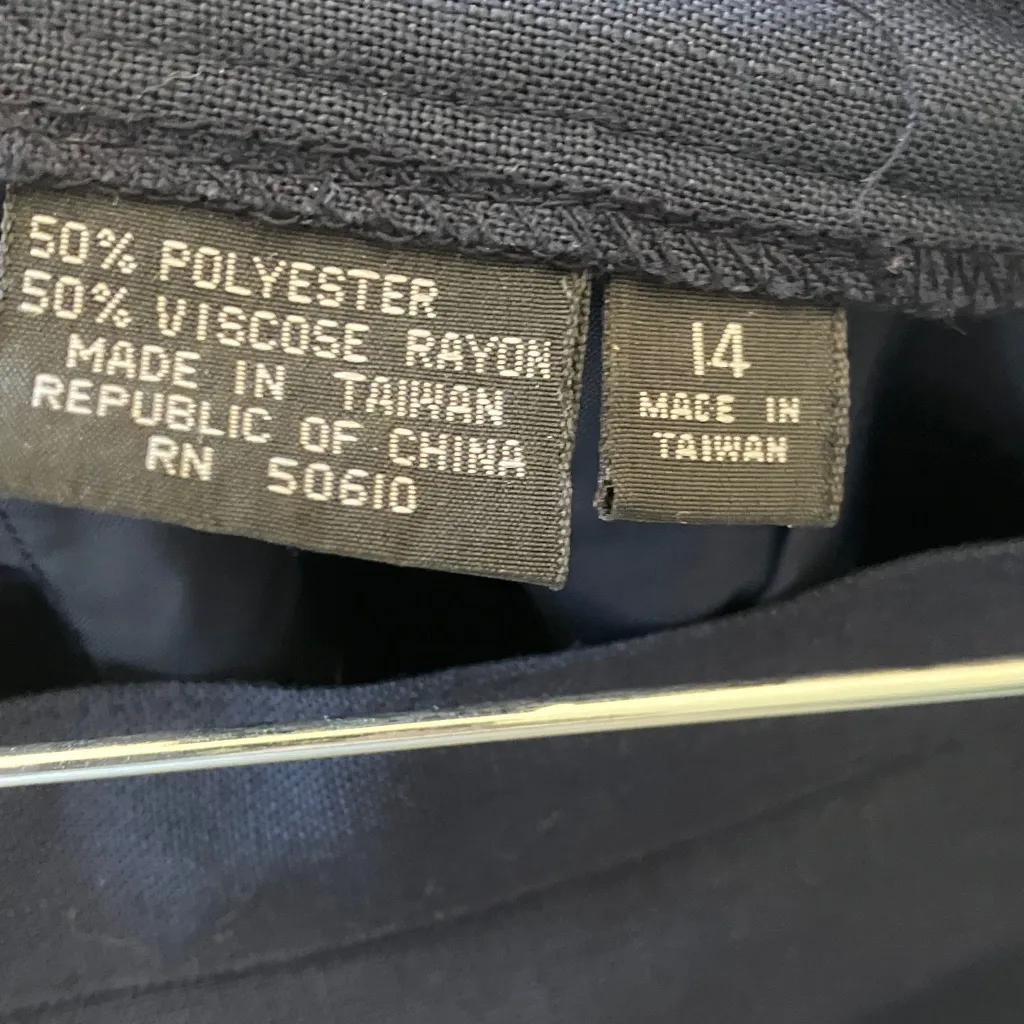 50% POLYESTER
50% VISCOSE RAYON
MADE IN TAIWAN
REPUBLIC OF CHINA
RN 50610
14
MADE IN
TAIWAN